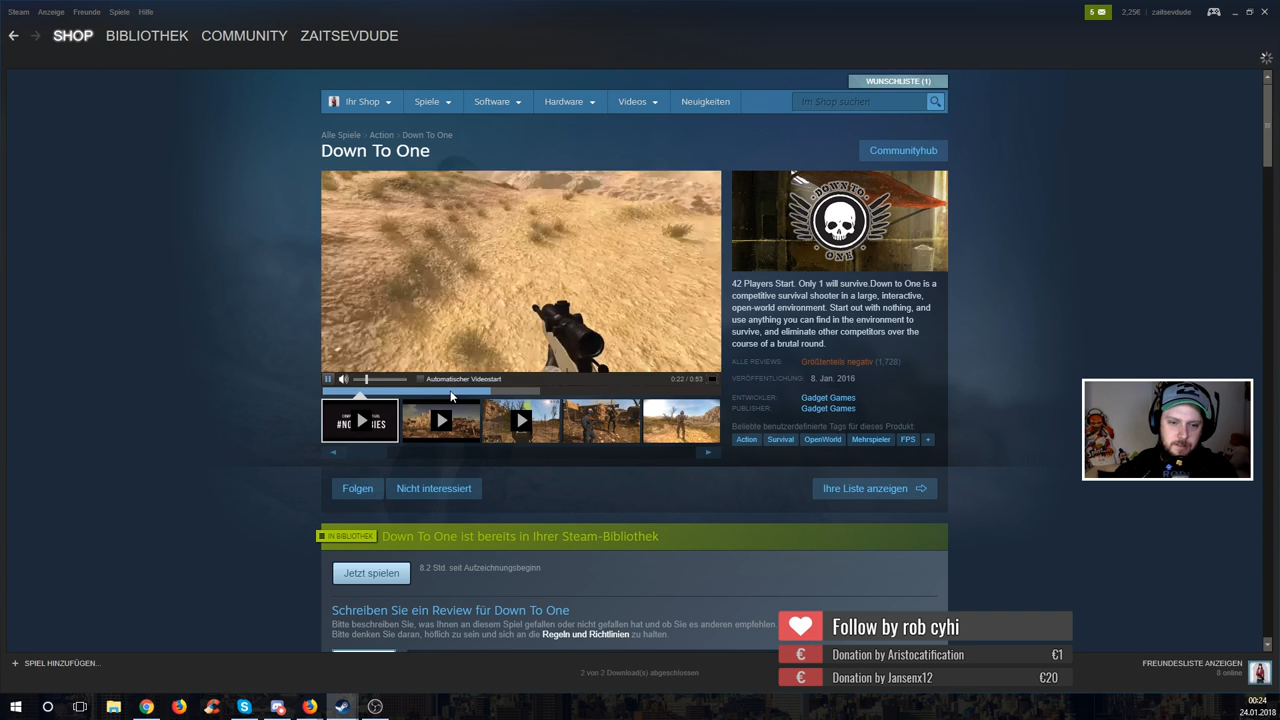 Steam Anzeige Freunde Spiele Hilfe
5 2,25€ zaitsevdude
SHOP BIBLIOTHEK COMMUNITY ZAITSEVDUDE
WUNSCHLISTE (1)
Ihr Shop Spiele Software Hardware Videos Neuigkeiten Im Shop suchen
Alle Spiele > Action > Down To One
Down To One
Communityhub
DOWN TO
ONE
42 Players Start. Only 1 will survive.Down to One is a
competitive survival shooter in a large, interactive,
open-world environment. Start out with nothing, and
use anything you can find in the environment to
survive, and eliminate other competitors over the
course of a brutal round.
ALLE REVIEWS: Größtenteils negativ (1,728)
VERÖFFENTLICHUNG: 8. Jan. 2016
Automatischer Videostart 0:22 / 0:53
ENTWICKLER: Gadget Games
PUBLISHER: Gadget Games
Beliebte benutzerdefinierte Tags für dieses Produkt:
Action Survival OpenWorld Mehrspieler FPS +
Folgen Nicht interessiert Ihre Liste anzeigen
IN BIBLIOTHEK Down To One ist bereits in Ihrer Steam-Bibliothek
Jetzt spielen 8.2 Std. seit Aufzeichnungsbeginn
Schreiben Sie ein Review für Down To One
Bitte beschreiben Sie, was Ihnen an diesem Spiel gefallen oder nicht gefallen hat und ob Sie es anderen empfehlen.
Bitte denken Sie daran, höflich zu sein und sich an die Regeln und Richtlinien zu halten.
Follow by rob cyhi
€ Donation by Aristocatification €1
€ Donation by Jansenx12 €20
+ SPIEL HINZUFÜGEN...
2 von 2 Download(s) abgeschlossen
FREUNDESLISTE ANZEIGEN
8 online
00:24
24.01.2018